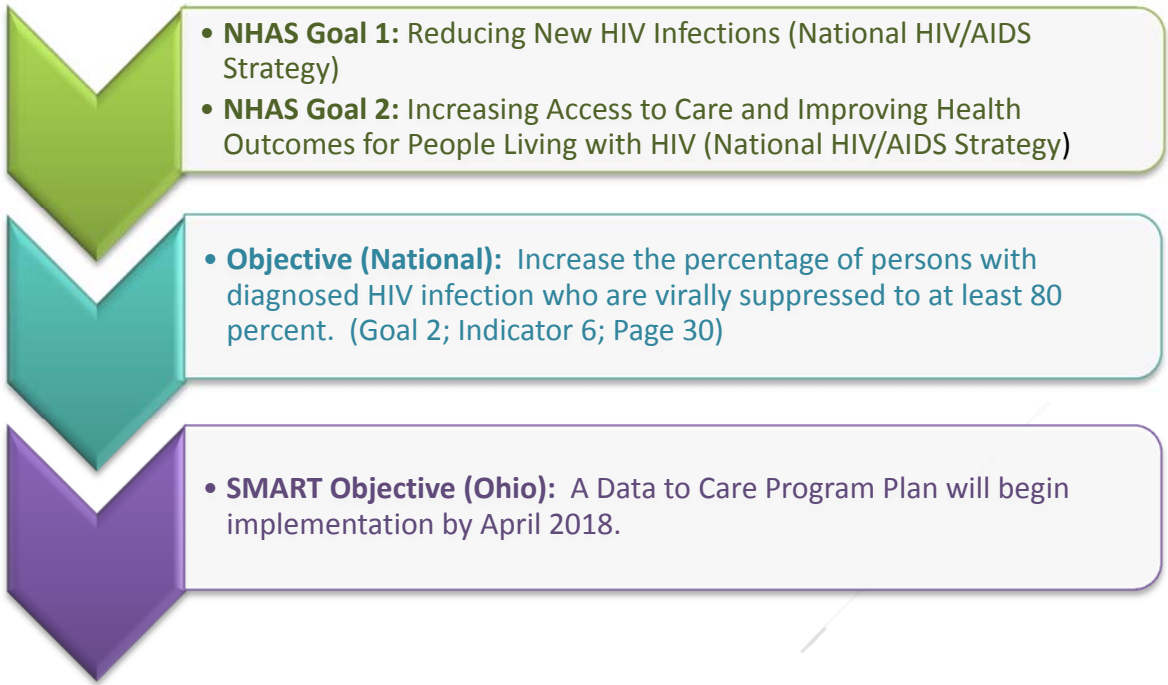 • NHAS Goal 1: Reducing New HIV Infections (National HIV/AIDS
Strategy)
• NHAS Goal 2: Increasing Access to Care and Improving Health
Outcomes for People Living with HIV (National HIV/AIDS Strategy)
• Objective (National): Increase the percentage of persons with
diagnosed HIV infection who are virally suppressed to at least 80
percent. (Goal 2; Indicator 6; Page 30)
• SMART Objective (Ohio): A Data to Care Program Plan will begin
implementation by April 2018.